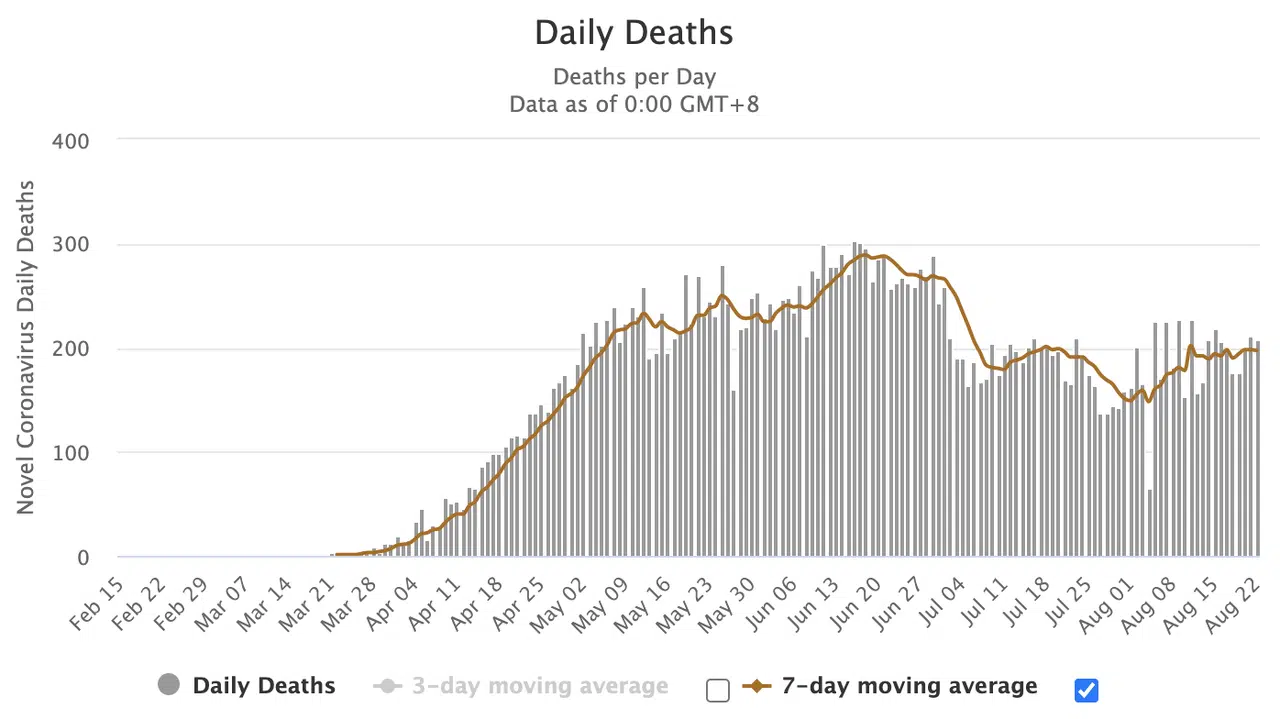 Daily Deaths
Deaths per Day
Data as of 0:00 GMT+8
Novel Coronavirus Daily Deaths
400
300
200
100
0
Feb 15
Feb 22
Feb 29
Mar 07
Mar 14
Mar 21
Mar 28
Apr 04
Apr 11
Apr 18
Apr 25
May 02
May 09
May 16
May 23
May 30
Jun 06
Jun 13
Jun 20
Jun 27
Jul 04
Jul 11
Jul 18
Jul 25
Aug 01
Aug 08
Aug 15
Aug 22
Daily Deaths
3-day moving average
7-day moving average